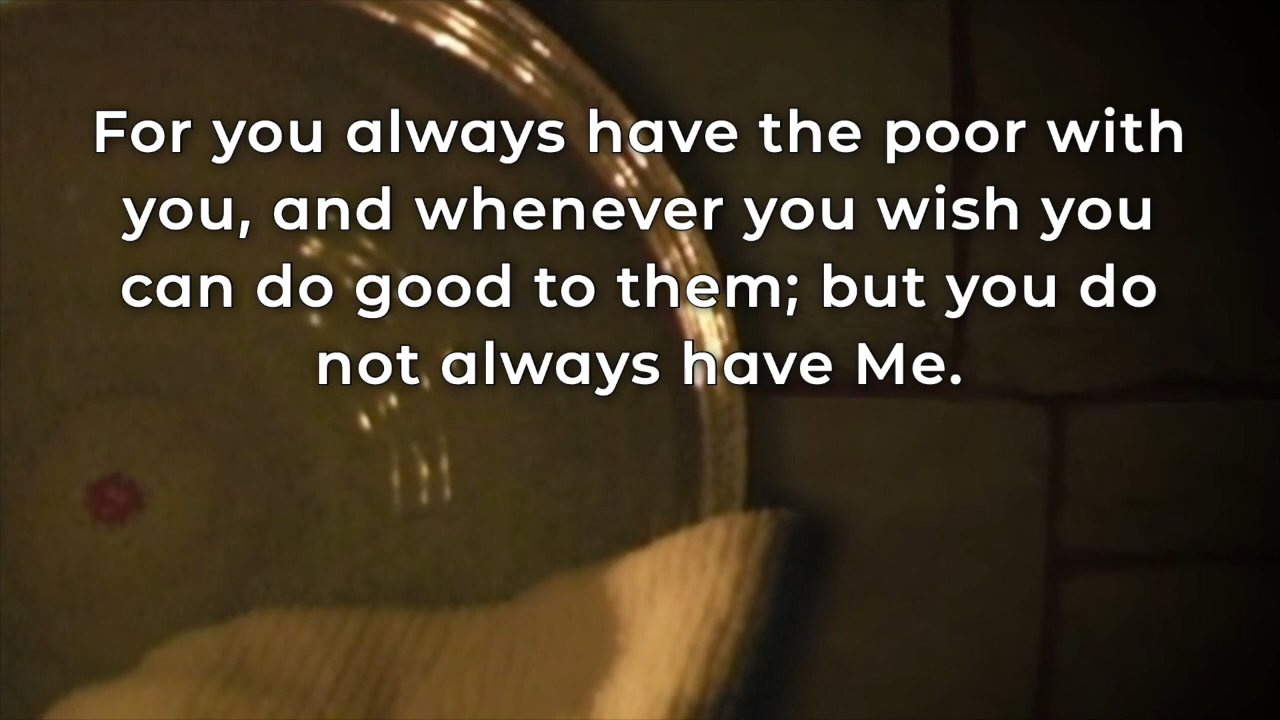 For you always have the poor with
you, and whenever you wish you
can do good to them; but you do
not always have Me.